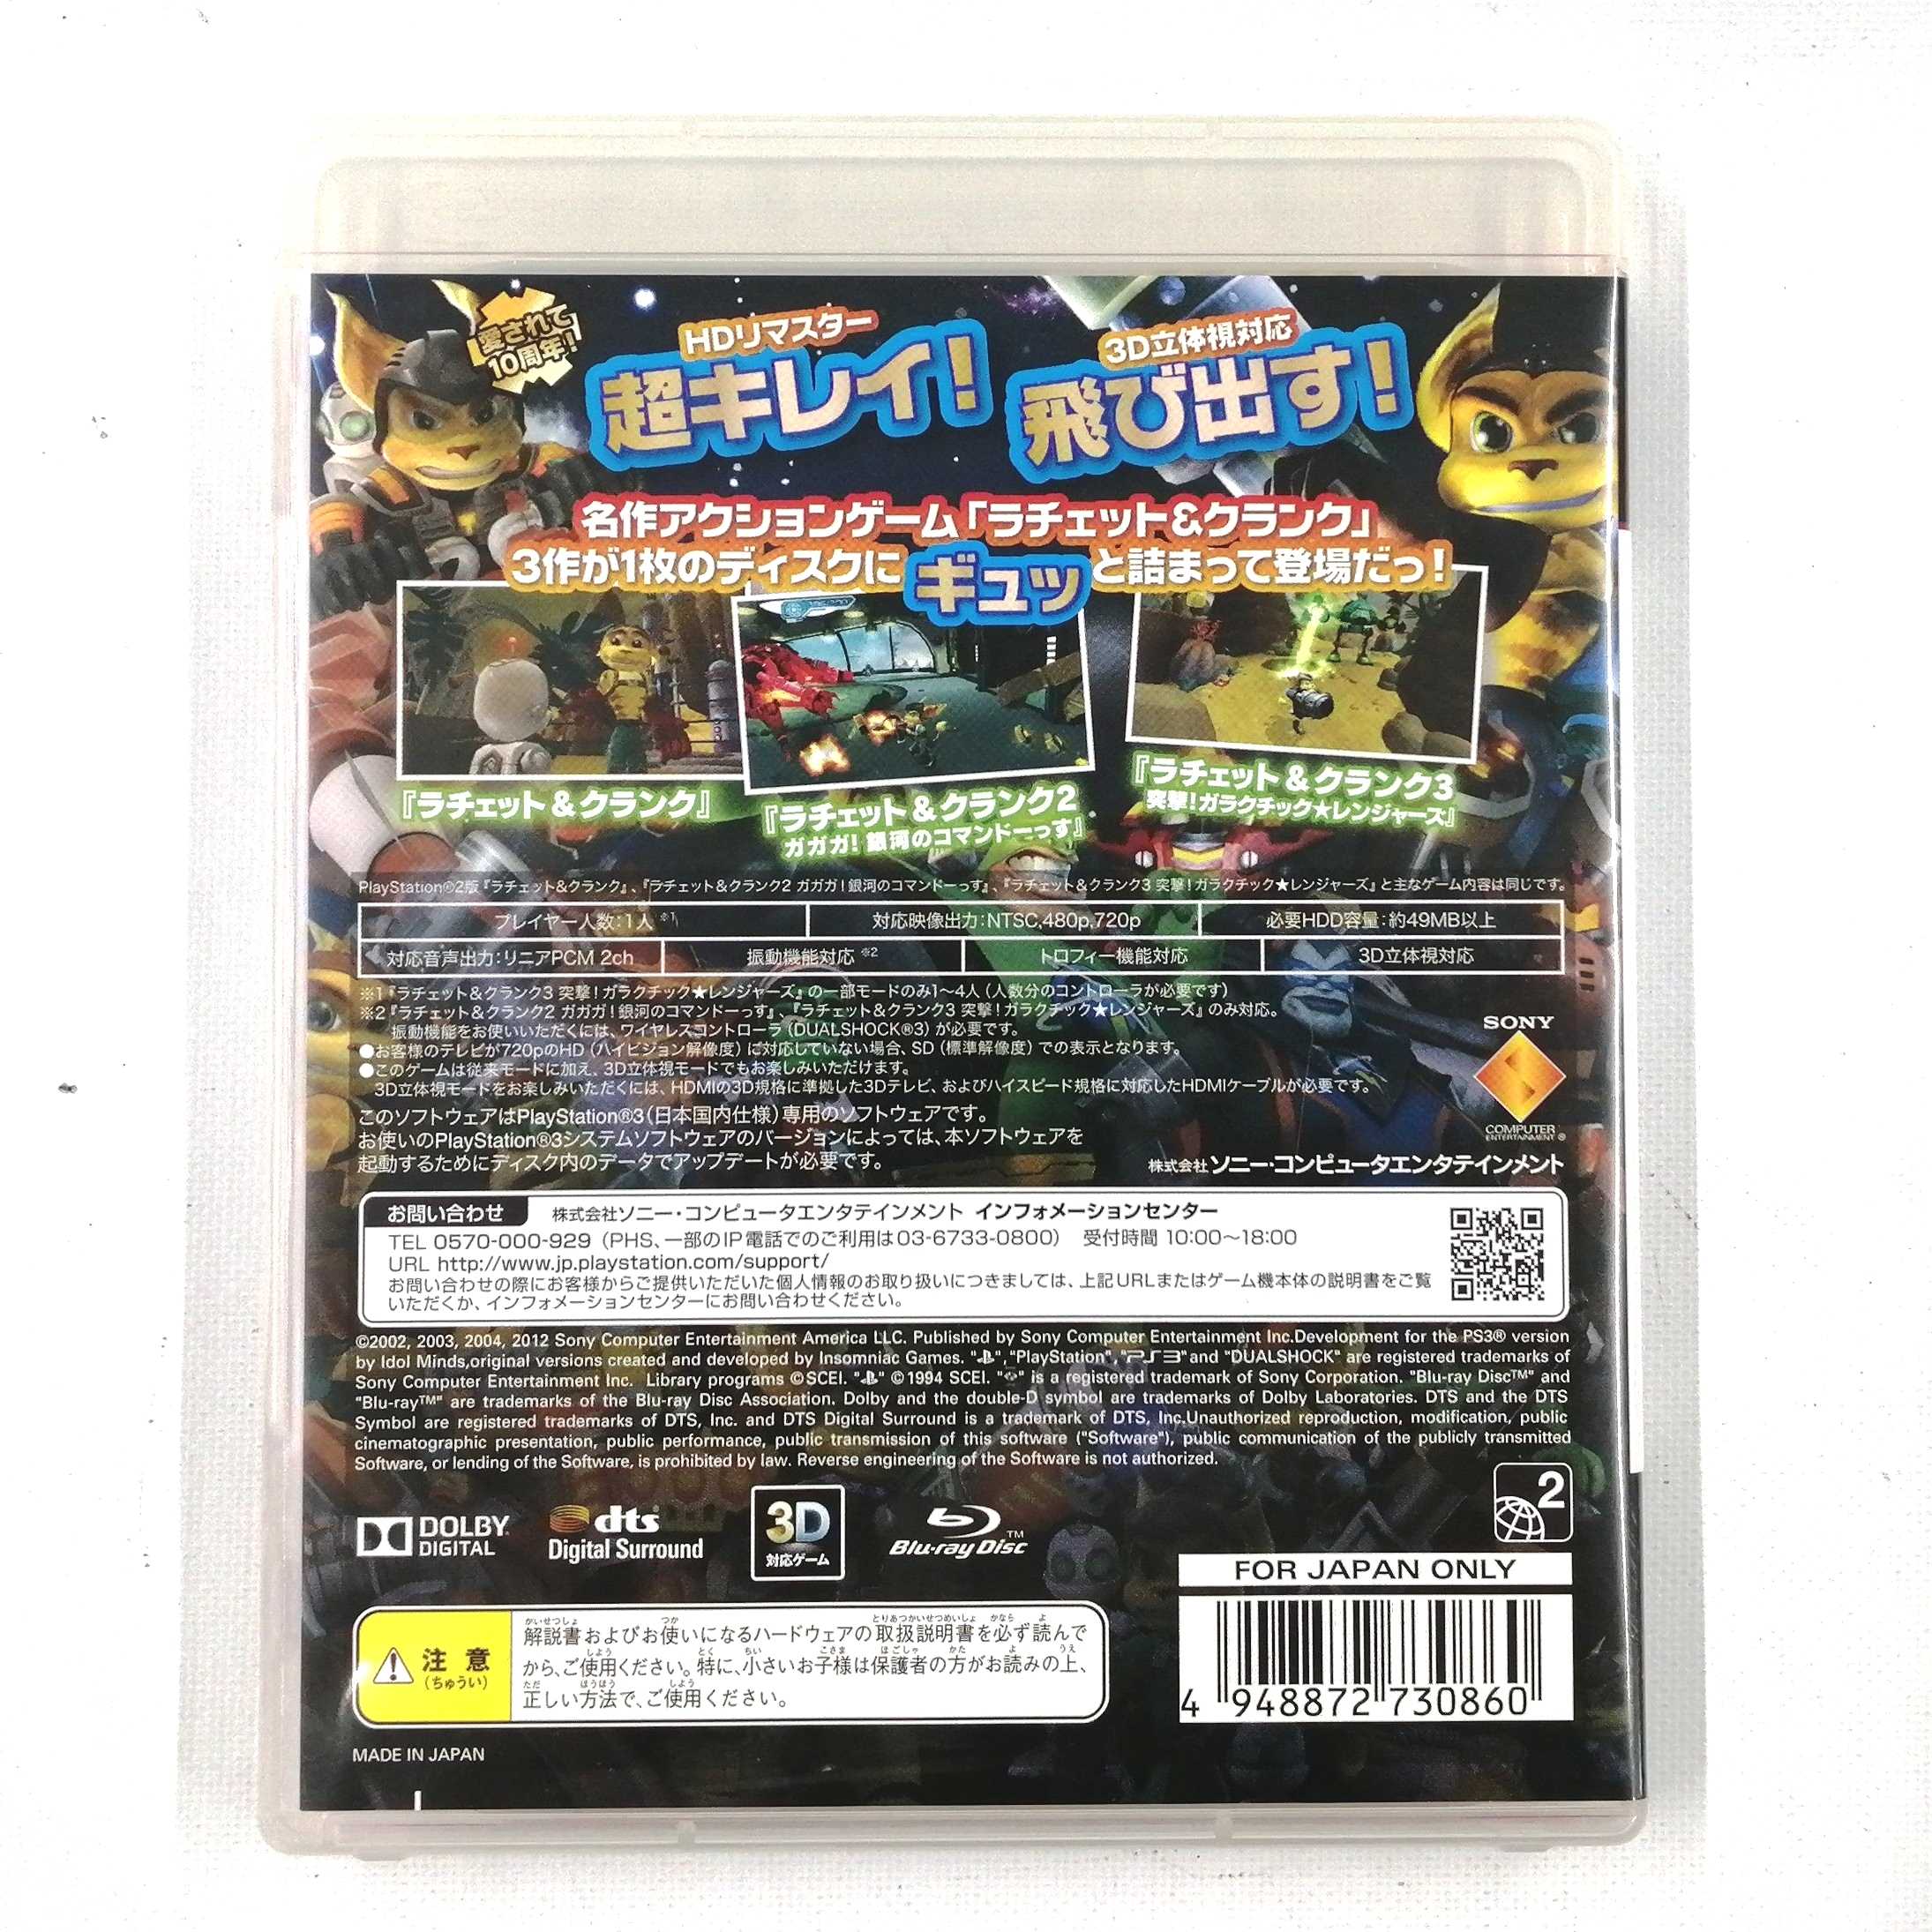 愛されて
10周年!
HDリマスター
超キレイ!
3D立体視対応
飛び出す!
名作アクションゲーム「ラチェット&クランク」
3作が1枚のディスクにギュッと詰まって登場だっ!
『ラチェット&クランク』
『ラチェット&クランク2
ガガガ!銀河のコマンドーっす』
『ラチェット&クランク3
突撃!ガラクチック★レンジャーズ』
PlayStation®2版『ラチェット&クランク』、『ラチェット&クランク2 ガガガ!銀河のコマンドーっす』、『ラチェット&クランク3 突撃!ガラクチック★レンジャーズ』と主なゲーム内容は同じです。
プレイヤー人数:1人 ※1
対応映像出力:NTSC,480p,720p
必要HDD容量:約49MB以上
対応音声出力:リニアPCM 2ch
振動機能対応 ※2
トロフィー機能対応
3D立体視対応
※1『ラチェット&クランク3 突撃!ガラクチック★レンジャーズ』の一部モードのみ1〜4人(人数分のコントローラが必要です)
※2『ラチェット&クランク2 ガガガ!銀河のコマンドーっす』、『ラチェット&クランク3 突撃!ガラクチック★レンジャーズ』のみ対応。
振動機能をお使いいただくには、ワイヤレスコントローラ(DUALSHOCK®3)が必要です。
●お客様のテレビが720pのHD(ハイビジョン解像度)に対応していない場合、SD(標準解像度)での表示となります。
●このゲームは従来モードに加え、3D立体視モードでもお楽しみいただけます。
3D立体視モードをお楽しみいただくには、HDMIの3D規格に準拠した3Dテレビ、およびハイスピード規格に対応したHDMIケーブルが必要です。
このソフトウェアはPlayStation®3(日本国内仕様)専用のソフトウェアです。
お使いのPlayStation®3システムソフトウェアのバージョンによっては、本ソフトウェアを
起動するためにディスク内のデータでアップデートが必要です。
SONY
COMPUTER
ENTERTAINMENT ®
株式会社ソニー・コンピュータエンタテインメント
お問い合わせ
株式会社ソニー・コンピュータエンタテインメント インフォメーションセンター
TEL 0570-000-929 (PHS、一部のIP電話でのご利用は03-6733-0800) 受付時間 10:00〜18:00
URL http://www.jp.playstation.com/support/
お問い合わせの際にお客様からご提供いただいた個人情報のお取り扱いにつきましては、上記URLまたはゲーム機本体の説明書をご覧
いただくか、インフォメーションセンターにお問い合わせください。
©2002, 2003, 2004, 2012 Sony Computer Entertainment America LLC. Published by Sony Computer Entertainment Inc.Development for the PS3® version
by Idol Minds,original versions created and developed by Insomniac Games. "", "PlayStation", "PS3" and "DUALSHOCK" are registered trademarks of
Sony Computer Entertainment Inc. Library programs ©SCEI. "" ©1994 SCEI. "" is a registered trademark of Sony Corporation. "Blu-ray Disc™" and
"Blu-ray™" are trademarks of the Blu-ray Disc Association. Dolby and the double-D symbol are trademarks of Dolby Laboratories. DTS and the DTS
Symbol are registered trademarks of DTS, Inc. and DTS Digital Surround is a trademark of DTS, Inc.Unauthorized reproduction, modification, public
cinematographic presentation, public performance, public transmission of this software ("Software"), public communication of the publicly transmitted
Software, or lending of the Software, is prohibited by law. Reverse engineering of the Software is not authorized.
DOLBY
DIGITAL
dts
Digital Surround
3D
対応ゲーム
Blu-ray Disc™
2
FOR JAPAN ONLY
4 948872 730860
注意
(ちゅうい)
解説書およびお使いになるハードウェアの取扱説明書を必ず読んで
から、ご使用ください。特に、小さいお子様は保護者の方がお読みの上、
正しい方法で、ご使用ください。
MADE IN JAPAN